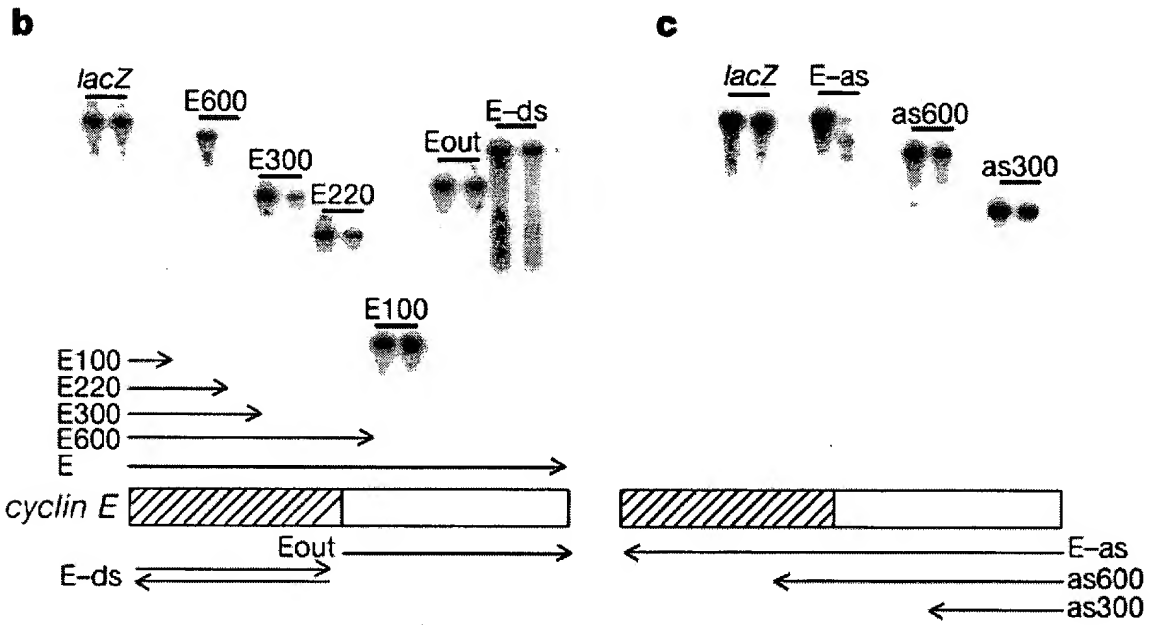 b
lacZ
E600
E300
E220
E100
Eout
E–ds
E100
E220
E300
E600
E
cyclin E
Eout
E–ds
c
lacZ
E–as
as600
as300
E–as
as600
as300